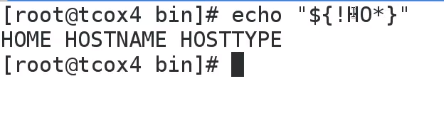 [root@tcox4 bin]# echo "${!HO*}"
HOME HOSTNAME HOSTTYPE
[root@tcox4 bin]#